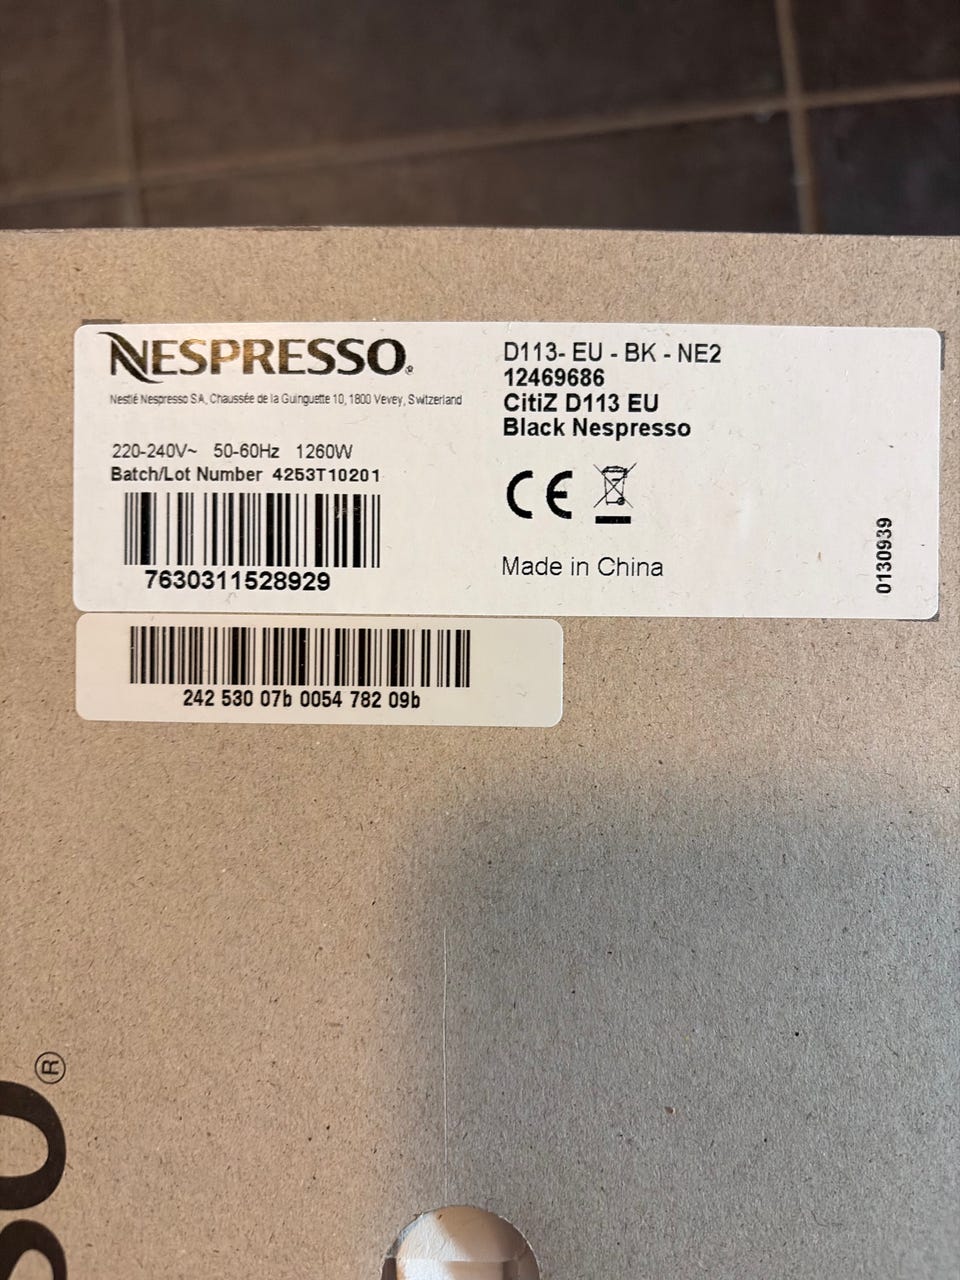 NESPRESSO®
Nestlé Nespresso SA, Chaussée de la Guinguette 10, 1800 Vevey, Switzerland
220-240V~ 50-60Hz 1260W
Batch/Lot Number 4253T10201
7630311528929
D113- EU - BK - NE2
12469686
CitiZ D113 EU
Black Nespresso
CE
Made in China
0130939
242 530 07b 0054 782 09b
SO®